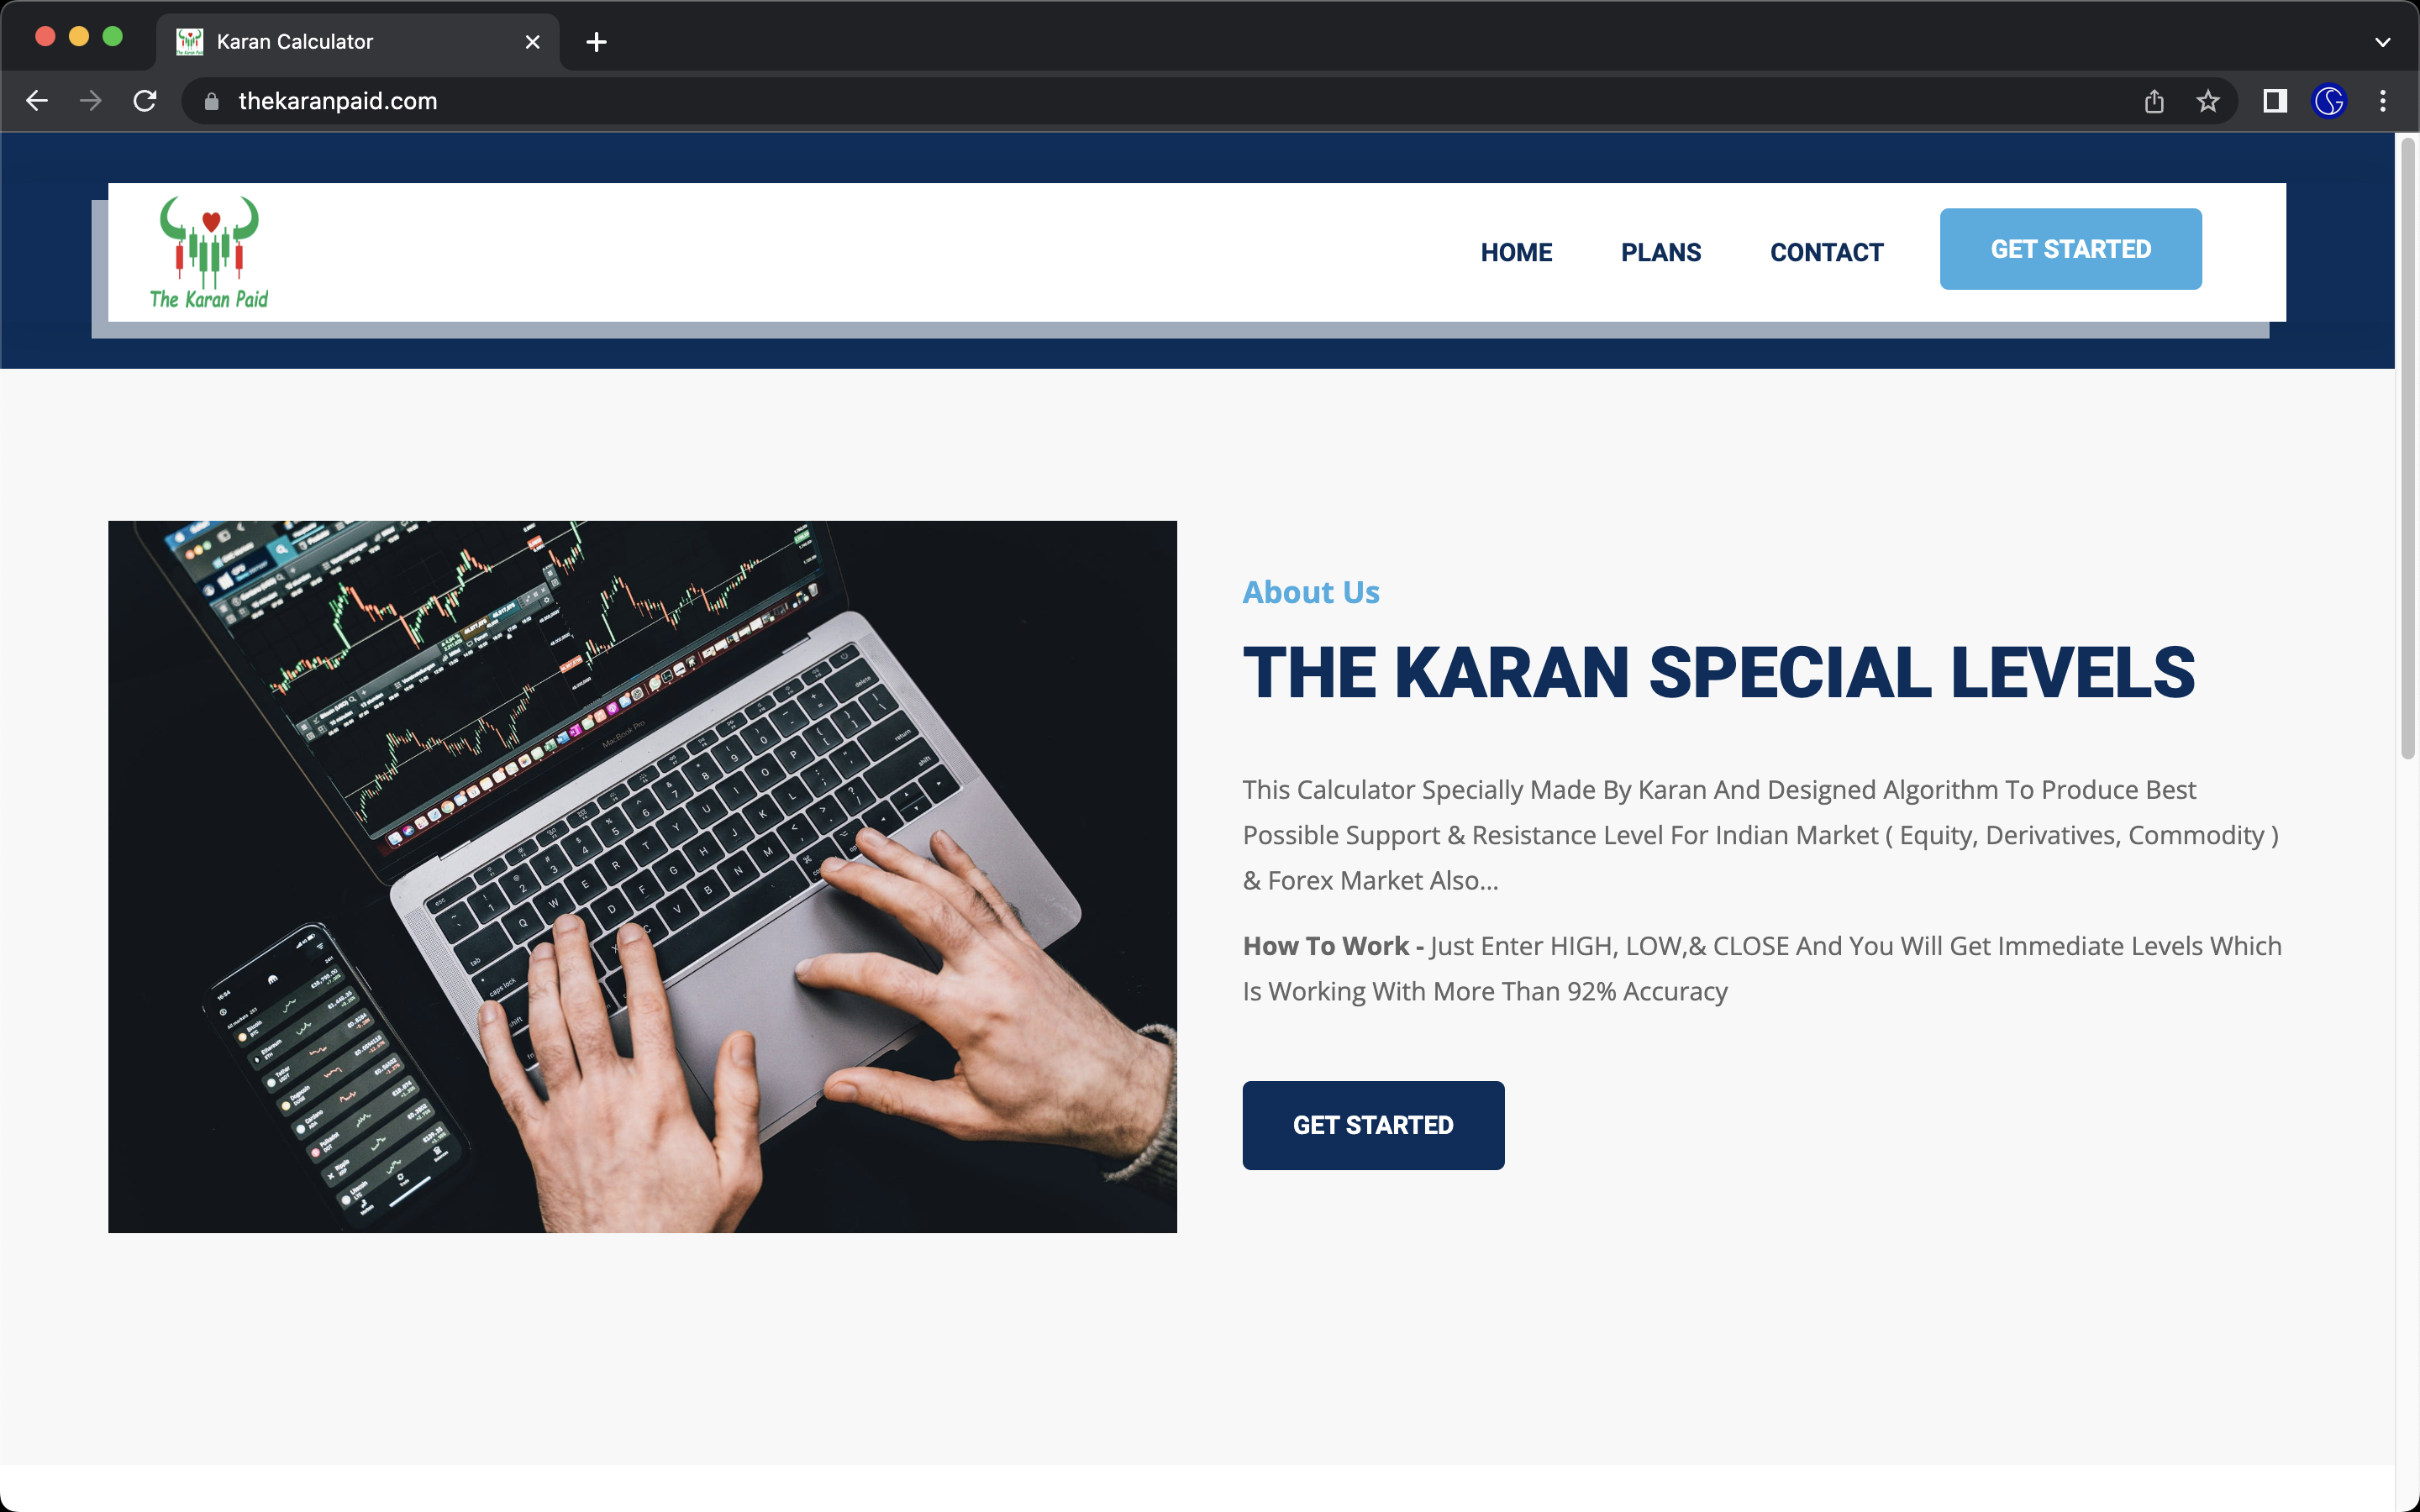 Karan Calculator
thekaranpaid.com
The Karan Paid
HOME
PLANS
CONTACT
GET STARTED
MacBook Pro
About Us
THE KARAN SPECIAL LEVELS
This Calculator Specially Made By Karan And Designed Algorithm To Produce Best
Possible Support & Resistance Level For Indian Market ( Equity, Derivatives, Commodity )
& Forex Market Also...
How To Work - Just Enter HIGH, LOW,& CLOSE And You Will Get Immediate Levels Which
Is Working With More Than 92% Accuracy
GET STARTED